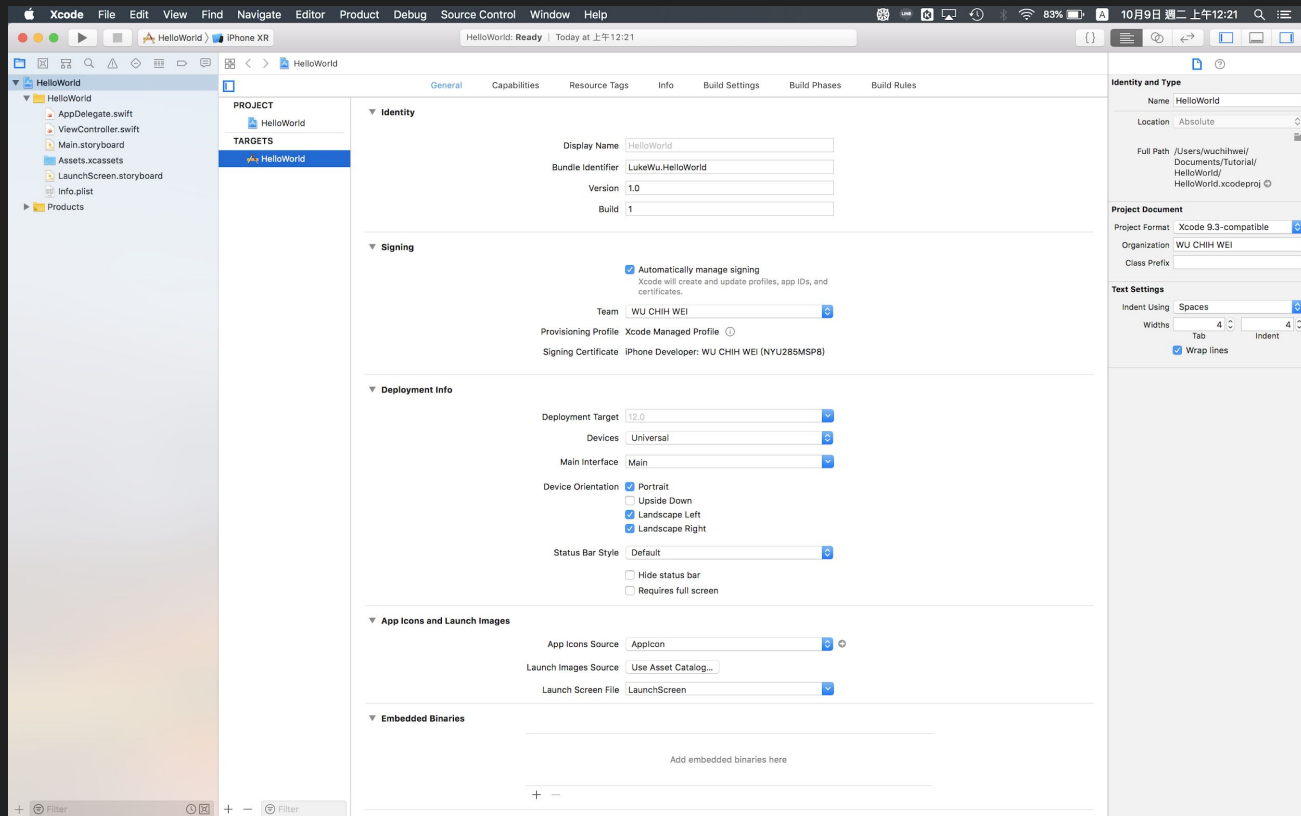 Xcode File Edit View Find Navigate Editor Product Debug Source Control Window Help
LINE K 83% A 10月9日 週二 上午12:21
HelloWorld iPhone XR
HelloWorld: Ready | Today at 上午12:21
{}
HelloWorld
HelloWorld
AppDelegate.swift
ViewController.swift
Main.storyboard
Assets.xcassets
LaunchScreen.storyboard
Info.plist
Products
Filter
HelloWorld
General Capabilities Resource Tags Info Build Settings Build Phases Build Rules
PROJECT
HelloWorld
TARGETS
HelloWorld
Filter
Identity
Display Name HelloWorld
Bundle Identifier LukeWu.HelloWorld
Version 1.0
Build 1
Signing
Automatically manage signing
Xcode will create and update profiles, app IDs, and
certificates.
Team WU CHIH WEI
Provisioning Profile Xcode Managed Profile
Signing Certificate iPhone Developer: WU CHIH WEI (NYU285MSP8)
Deployment Info
Deployment Target 12.0
Devices Universal
Main Interface Main
Device Orientation Portrait
Upside Down
Landscape Left
Landscape Right
Status Bar Style Default
Hide status bar
Requires full screen
App Icons and Launch Images
App Icons Source AppIcon
Launch Images Source Use Asset Catalog...
Launch Screen File LaunchScreen
Embedded Binaries
Add embedded binaries here
Identity and Type
Name HelloWorld
Location Absolute
Full Path /Users/wuchihwei/
Documents/Tutorial/
HelloWorld/
HelloWorld.xcodeproj
Project Document
Project Format Xcode 9.3-compatible
Organization WU CHIH WEI
Class Prefix
Text Settings
Indent Using Spaces
Widths 4 4
Tab Indent
Wrap lines